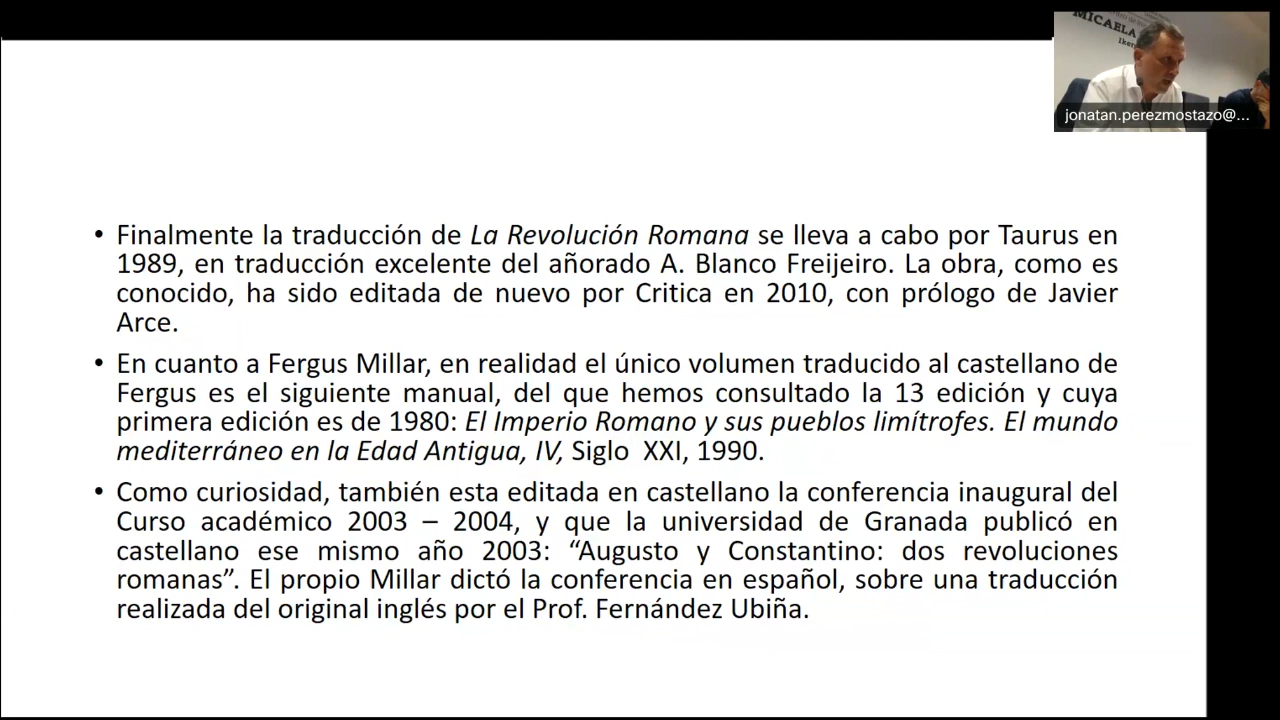 MICAELA
jonatan.perezmostazo@...
• Finalmente la traducción de La Revolución Romana se lleva a cabo por Taurus en
1989, en traducción excelente del añorado A. Blanco Freijeiro. La obra, como es
conocido, ha sido editada de nuevo por Critica en 2010, con prólogo de Javier
Arce.
• En cuanto a Fergus Millar, en realidad el único volumen traducido al castellano de
Fergus es el siguiente manual, del que hemos consultado la 13 edición y cuya
primera edición es de 1980: El Imperio Romano y sus pueblos limítrofes. El mundo
mediterráneo en la Edad Antigua, IV, Siglo XXI, 1990.
• Como curiosidad, también esta editada en castellano la conferencia inaugural del
Curso académico 2003 – 2004, y que la universidad de Granada publicó en
castellano ese mismo año 2003: “Augusto y Constantino: dos revoluciones
romanas”. El propio Millar dictó la conferencia en español, sobre una traducción
realizada del original inglés por el Prof. Fernández Ubiña.